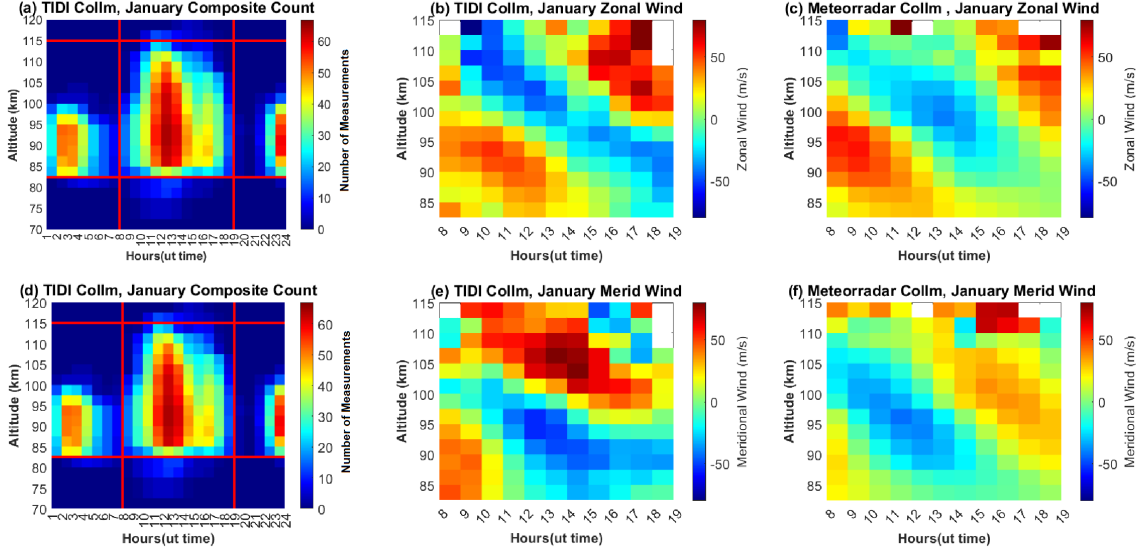 (a) TIDI Collm, January Composite Count
120
115
110
105
100
95
90
85
80
75
70
Altitude (km)
1 2 3 4 5 6 7 8 9 10 11 12 13 14 15 16 17 18 19 20 21 22 23 24
Hours(ut time)
60
50
40
30
20
10
0
Number of Measurements
(b) TIDI Collm, January Zonal Wind
115
110
105
100
95
90
85
Altitude (km)
8 9 10 11 12 13 14 15 16 17 18 19
Hours(ut time)
50
0
-50
Zonal Wind (m/s)
(c) Meteorradar Collm , January Zonal Wind
115
110
105
100
95
90
85
Altitude (km)
8 9 10 11 12 13 14 15 16 17 18 19
Hours(ut time)
50
0
-50
Zonal Wind (m/s)
(d) TIDI Collm, January Composite Count
120
115
110
105
100
95
90
85
80
75
70
Altitude (km)
1 2 3 4 5 6 7 8 9 10 11 12 13 14 15 16 17 18 19 20 21 22 23 24
Hours(ut time)
60
50
40
30
20
10
0
Number of Measurements
(e) TIDI Collm, January Merid Wind
115
110
105
100
95
90
85
Altitude (km)
8 9 10 11 12 13 14 15 16 17 18 19
Hours(ut time)
50
0
-50
Meridional Wind (m/s)
(f) Meteorradar Collm, January Merid Wind
115
110
105
100
95
90
85
Altitude (km)
8 9 10 11 12 13 14 15 16 17 18 19
Hours(ut time)
50
0
-50
Meridional Wind (m/s)